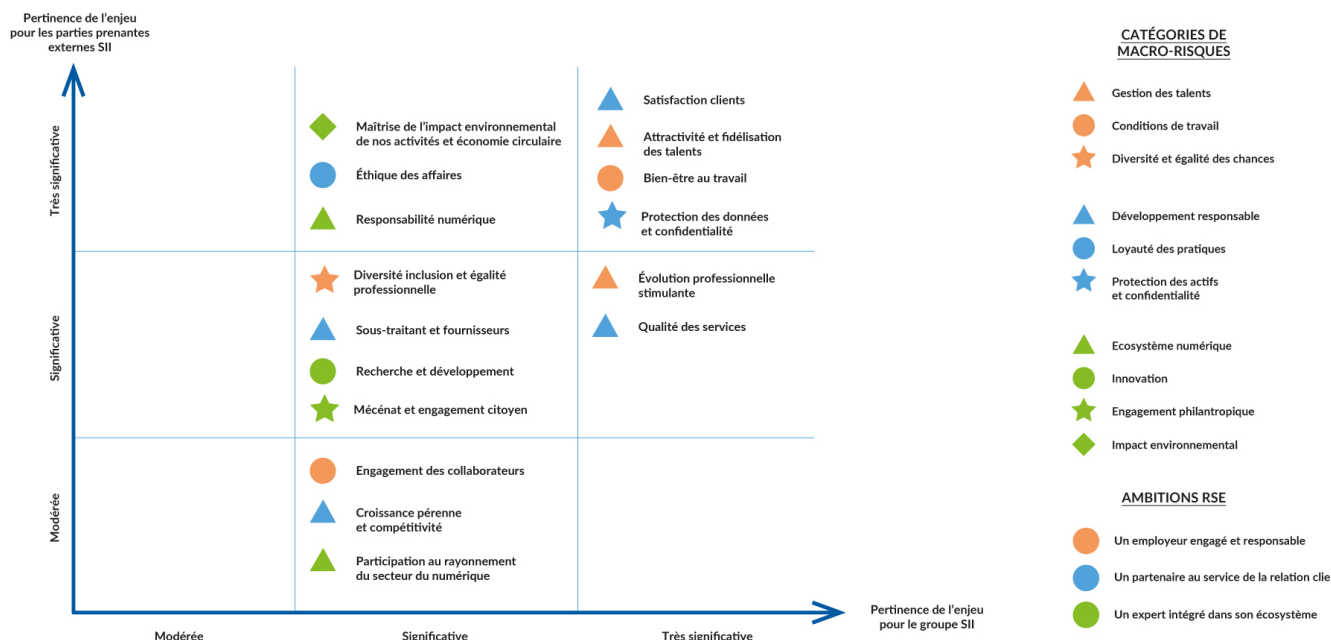 Pertinence de l'enjeu
pour les parties prenantes
externes SII
Très significative
Significative
Modérée
Maîtrise de l'impact environnemental
de nos activités et économie circulaire
Éthique des affaires
Responsabilité numérique
Satisfaction clients
Attractivité et fidélisation
des talents
Bien-être au travail
Protection des données
et confidentialité
Diversité inclusion et égalité
professionnelle
Sous-traitant et fournisseurs
Recherche et développement
Mécénat et engagement citoyen
Évolution professionnelle
stimulante
Qualité des services
Engagement des collaborateurs
Croissance pérenne
et compétitivité
Participation au rayonnement
du secteur du numérique
Modérée
Significative
Très significative
Pertinence de l'enjeu
pour le groupe SII
CATÉGORIES DE
MACRO-RISQUES
Gestion des talents
Conditions de travail
Diversité et égalité des chances
Développement responsable
Loyauté des pratiques
Protection des actifs
et confidentialité
Ecosystème numérique
Innovation
Engagement philantropique
Impact environnemental
AMBITIONS RSE
Un employeur engagé et responsable
Un partenaire au service de la relation clie
Un expert intégré dans son écosystème